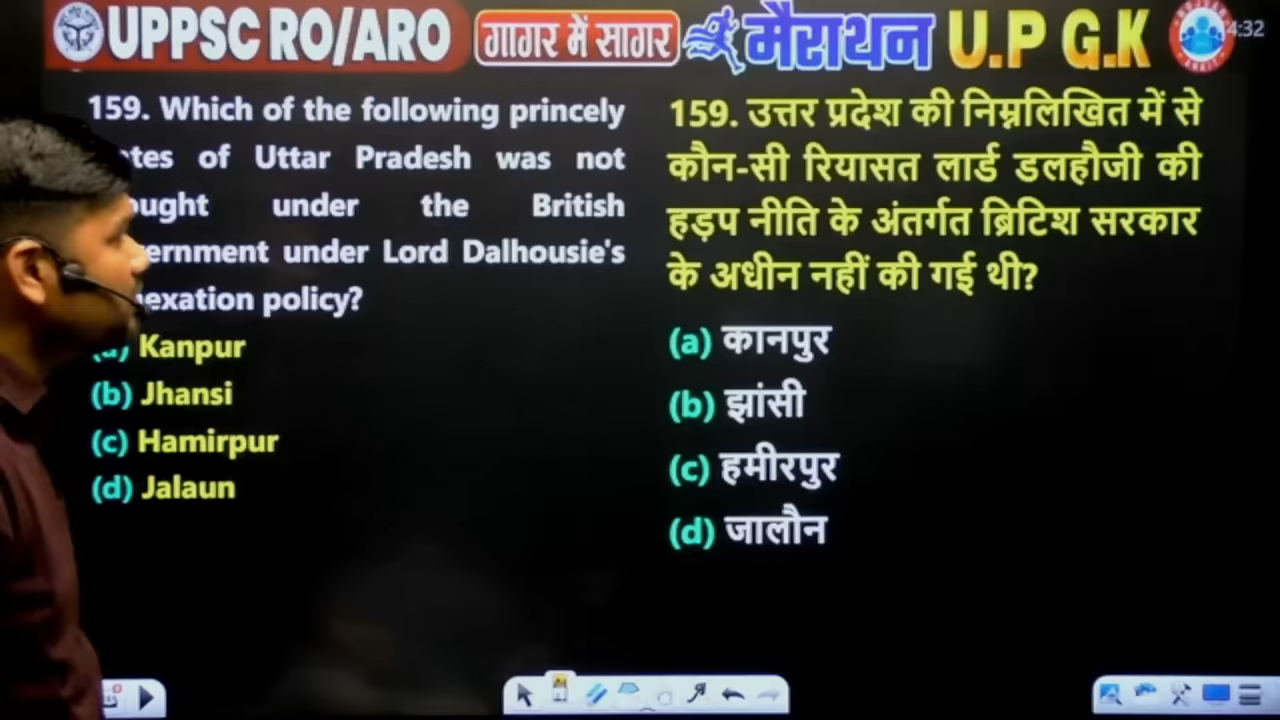 UPPSC RO/ARO गागर में सागर मैराथन U.P G.K 4:32
159. Which of the following princely
tes of Uttar Pradesh was not
ought under the British
ernment under Lord Dalhousie's
exation policy?
(a) Kanpur
(b) Jhansi
(c) Hamirpur
(d) Jalaun
159. उत्तर प्रदेश की निम्नलिखित में से
कौन-सी रियासत लार्ड डलहौजी की
हड़प नीति के अंतर्गत ब्रिटिश सरकार
के अधीन नहीं की गई थी?
(a) कानपुर
(b) झांसी
(c) हमीरपुर
(d) जालौन